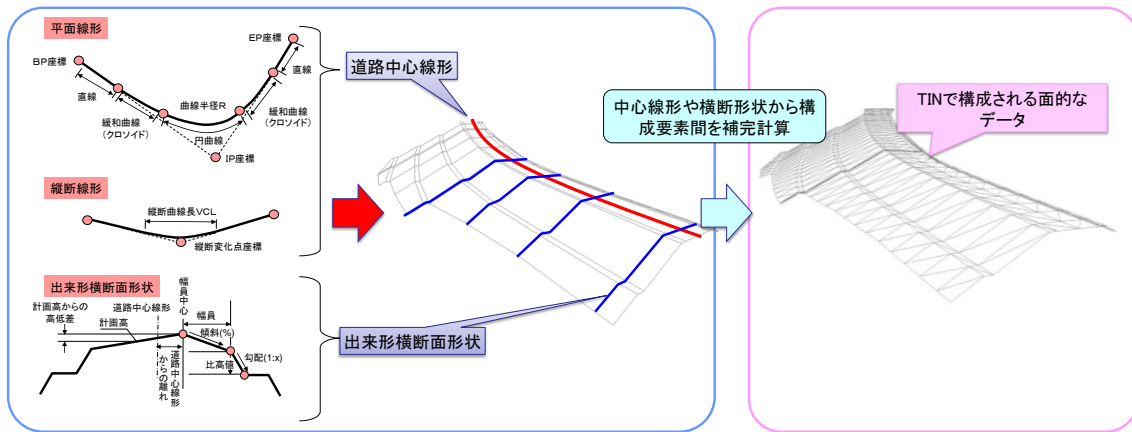 平面線形
BP座標
EP座標
直線
直線
曲線半径R
緩和曲線
(クロソイド)
緩和曲線
(クロソイド)
円曲線
IP座標
縦断線形
縦断曲線長VCL
縦断変化点座標
出来形横断面形状
幅員中心
計画高からの
高低差
道路中心線形
幅員
計画高
傾斜(%)
勾配(1:x)
比高値
道路中心線形
からの離れ
道路中心線形
出来形横断面形状
中心線形や横断形状から構
成要素間を補完計算
TINで構成される面的な
データ